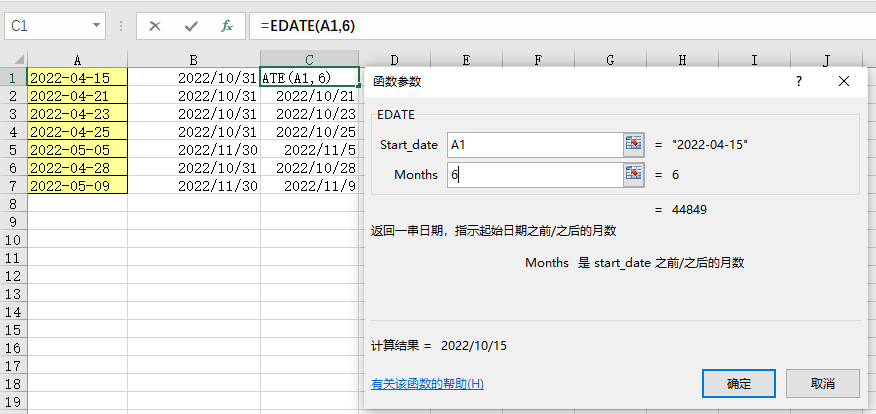 C1 =EDATE(A1,6)
A B C D E F G H I J
1 2022-04-15 2022/10/31 ATE(A1,6)
2 2022-04-21 2022/10/31 2022/10/21
3 2022-04-23 2022/10/31 2022/10/23
4 2022-04-25 2022/10/31 2022/10/25
5 2022-05-05 2022/11/30 2022/11/5
6 2022-04-28 2022/10/31 2022/10/28
7 2022-05-09 2022/11/30 2022/11/9
8
9
10
11
12
13
14
15
16
17
18
19
函数参数 ?
EDATE
Start_date A1 = "2022-04-15"
Months 6 = 6
= 44849
返回一串日期，指示起始日期之前/之后的月数
Months 是 start_date 之前/之后的月数
计算结果 = 2022/10/15
有关该函数的帮助(H) 确定 取消